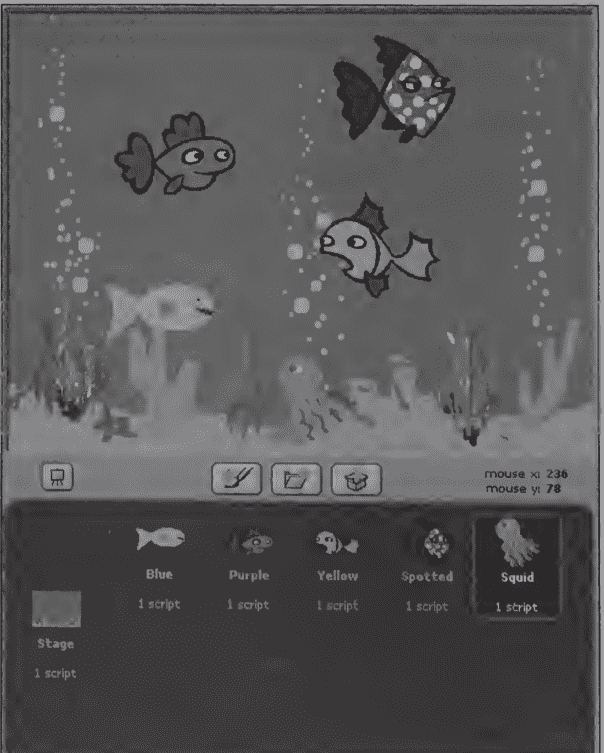 mouse x: 236
mouse y: 78
Blue
Purple
Yellow
Spotted
Squid
1 script
1 script
1 script
1 script
1 script
Stage
1 script